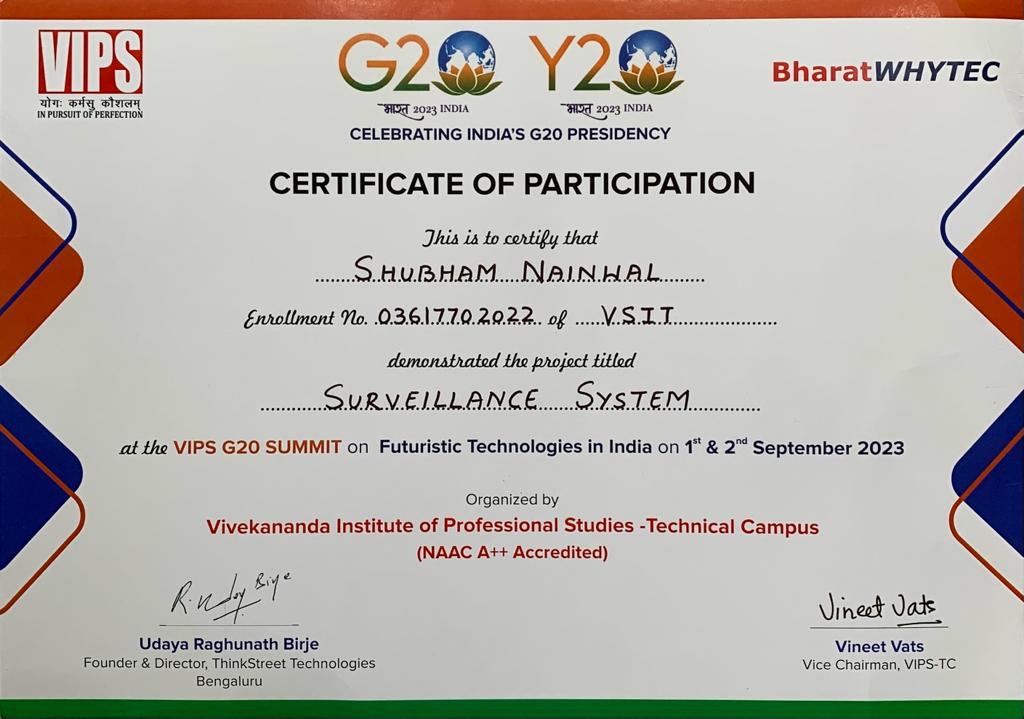 VIPS
योगः कर्मसु कौशलम्
IN PURSUIT OF PERFECTION
G20
भारत 2023 INDIA
Y20
भारत 2023 INDIA
CELEBRATING INDIA'S G20 PRESIDENCY
BharatWHYTEC
CERTIFICATE OF PARTICIPATION
This is to certify that
SHUBHAM NAINWAL
Enrollment No. 03617702022 of VSIT
demonstrated the project titled
SURVEILLANCE SYSTEM
at the VIPS G20 SUMMIT on Futuristic Technologies in India on 1st & 2nd September 2023
Organized by
Vivekananda Institute of Professional Studies -Technical Campus
(NAAC A++ Accredited)
R. Uday Birje
Udaya Raghunath Birje
Founder & Director, ThinkStreet Technologies
Bengaluru
Vineet Vats
Vineet Vats
Vice Chairman, VIPS-TC